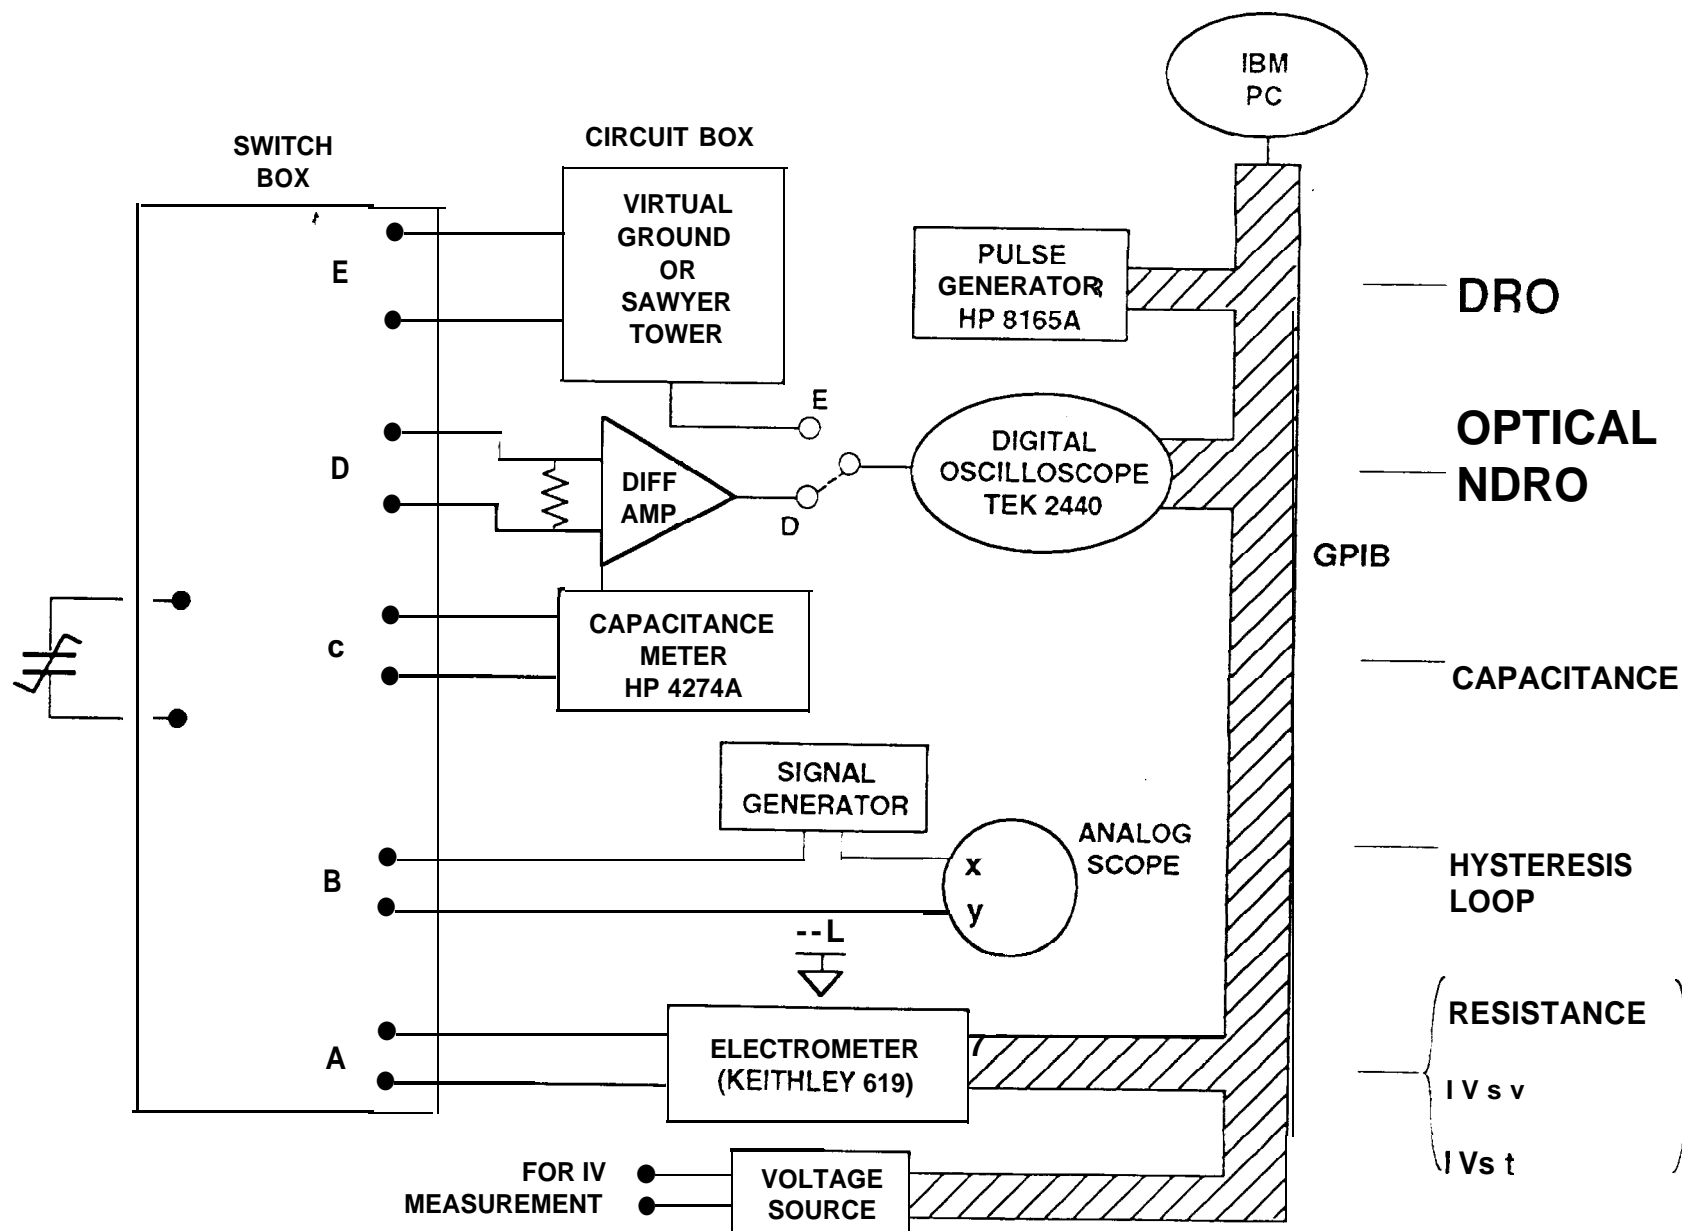 IBM
PC
SWITCH
BOX
CIRCUIT BOX
VIRTUAL
GROUND
OR
SAWYER
TOWER
E
PULSE
GENERATOR
HP 8165A
DRO
E
D
DIFF
AMP
D
DIGITAL
OSCILLOSCOPE
TEK 2440
OPTICAL
NDRO
GPIB
c
CAPACITANCE
METER
HP 4274A
CAPACITANCE
SIGNAL
GENERATOR
B
x
y
ANALOG
SCOPE
HYSTERESIS
LOOP
--L
A
ELECTROMETER
(KEITHLEY 619)
RESISTANCE
I V s v
I Vs t
FOR IV
MEASUREMENT
VOLTAGE
SOURCE